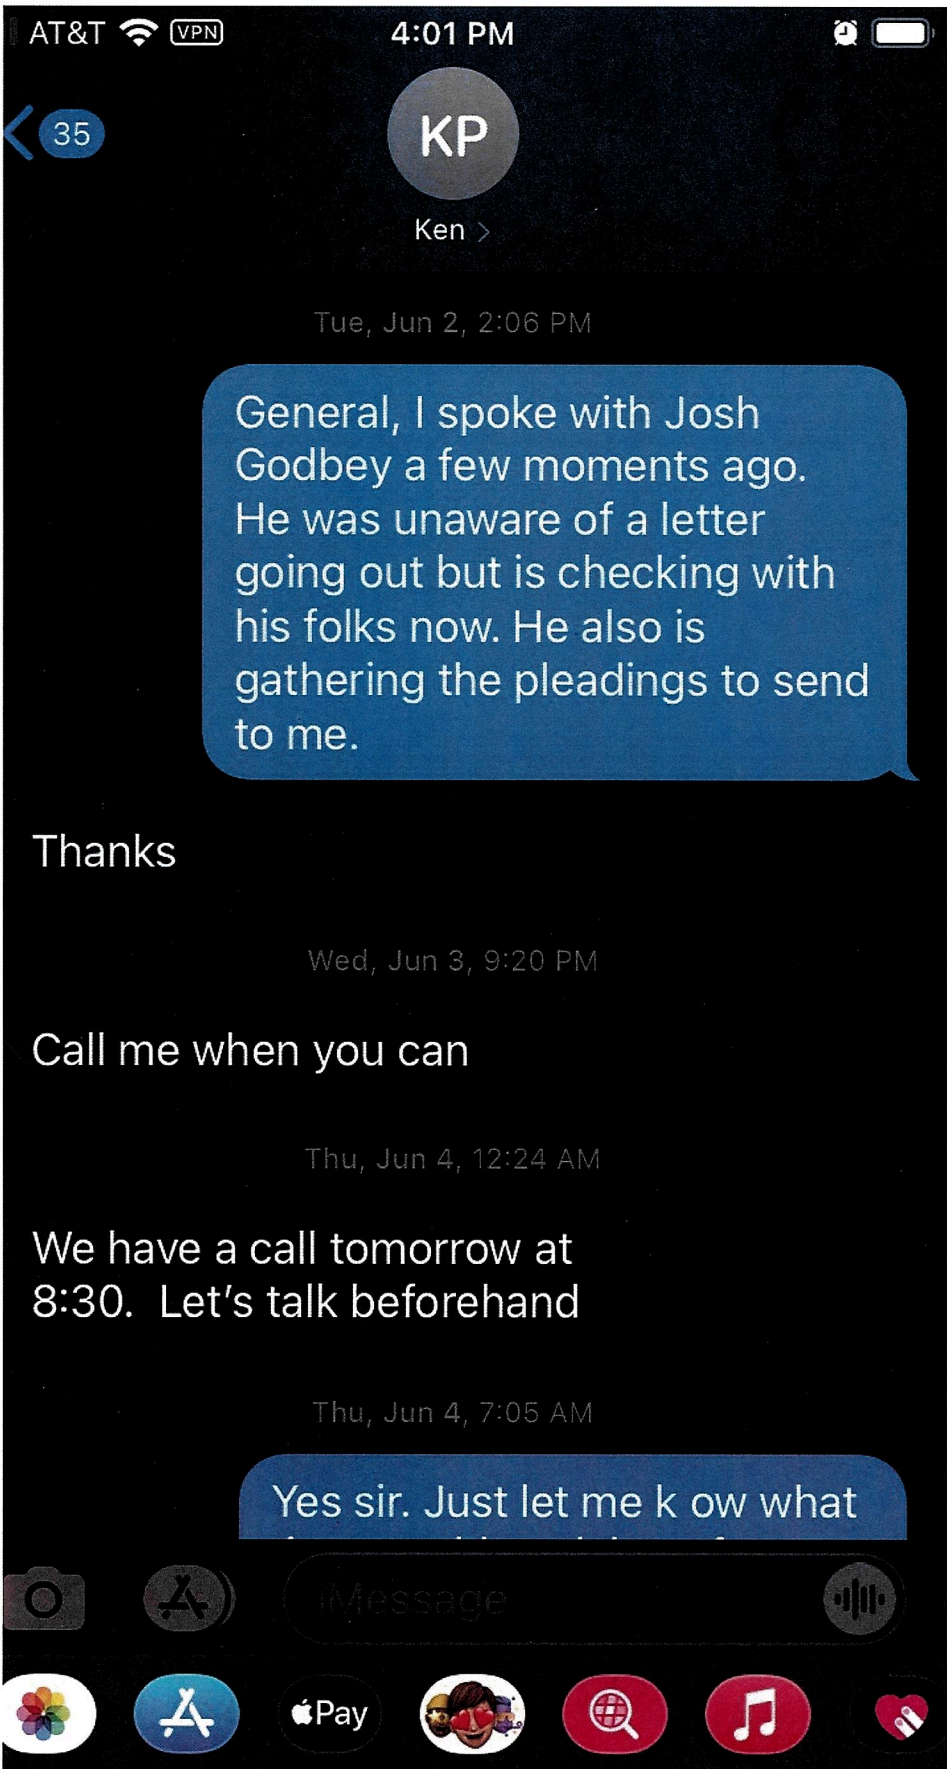 AT&T VPN 4:01 PM
35
KP
Ken
Tue, Jun 2, 2:06 PM
General, I spoke with Josh
Godbey a few moments ago.
He was unaware of a letter
going out but is checking with
his folks now. He also is
gathering the pleadings to send
to me.
Thanks
Wed, Jun 3, 9:20 PM
Call me when you can
Thu, Jun 4, 12:24 AM
We have a call tomorrow at
8:30.  Let's talk beforehand
Thu, Jun 4, 7:05 AM
Yes sir. Just let me k ow what
iMessage
Pay